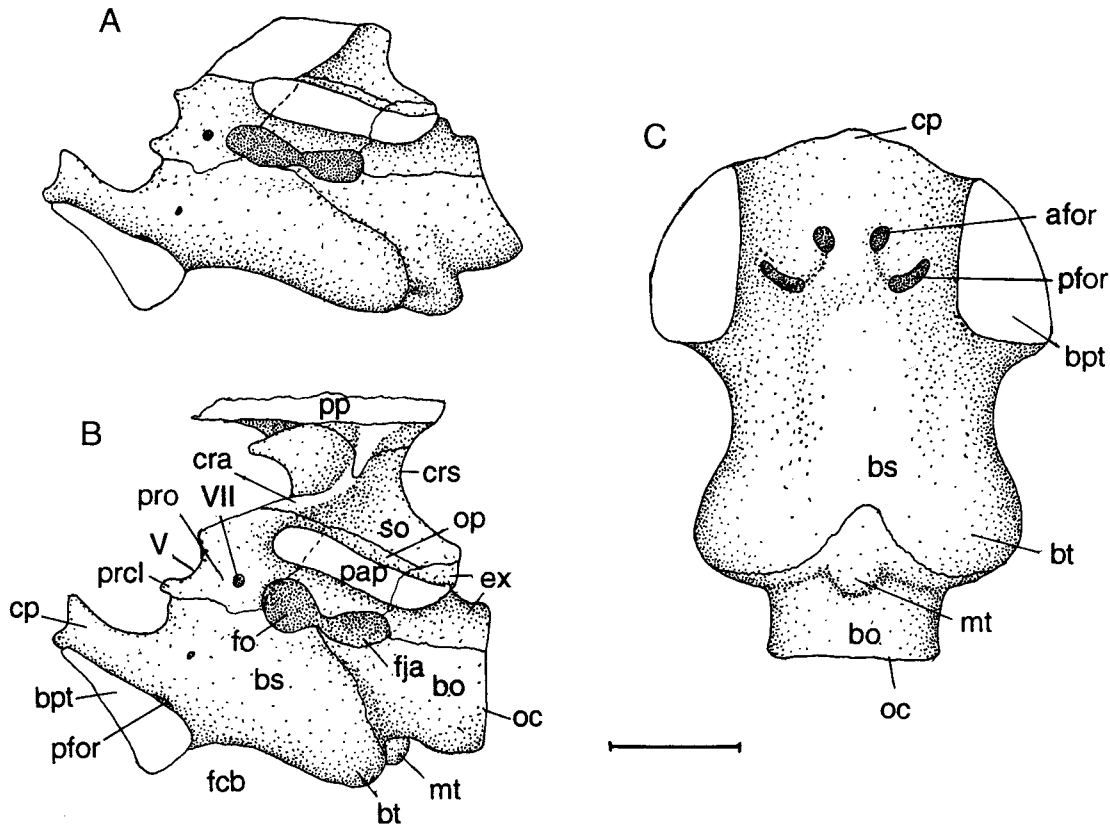 A
B
pp
cra
crs
pro
VII
so
op
V
pap
ex
prcl
cp
fo
bs
fja
bo
bpt
oc
pfor
fcb
mt
bt
C
cp
afor
pfor
bpt
bs
bt
mt
bo
oc